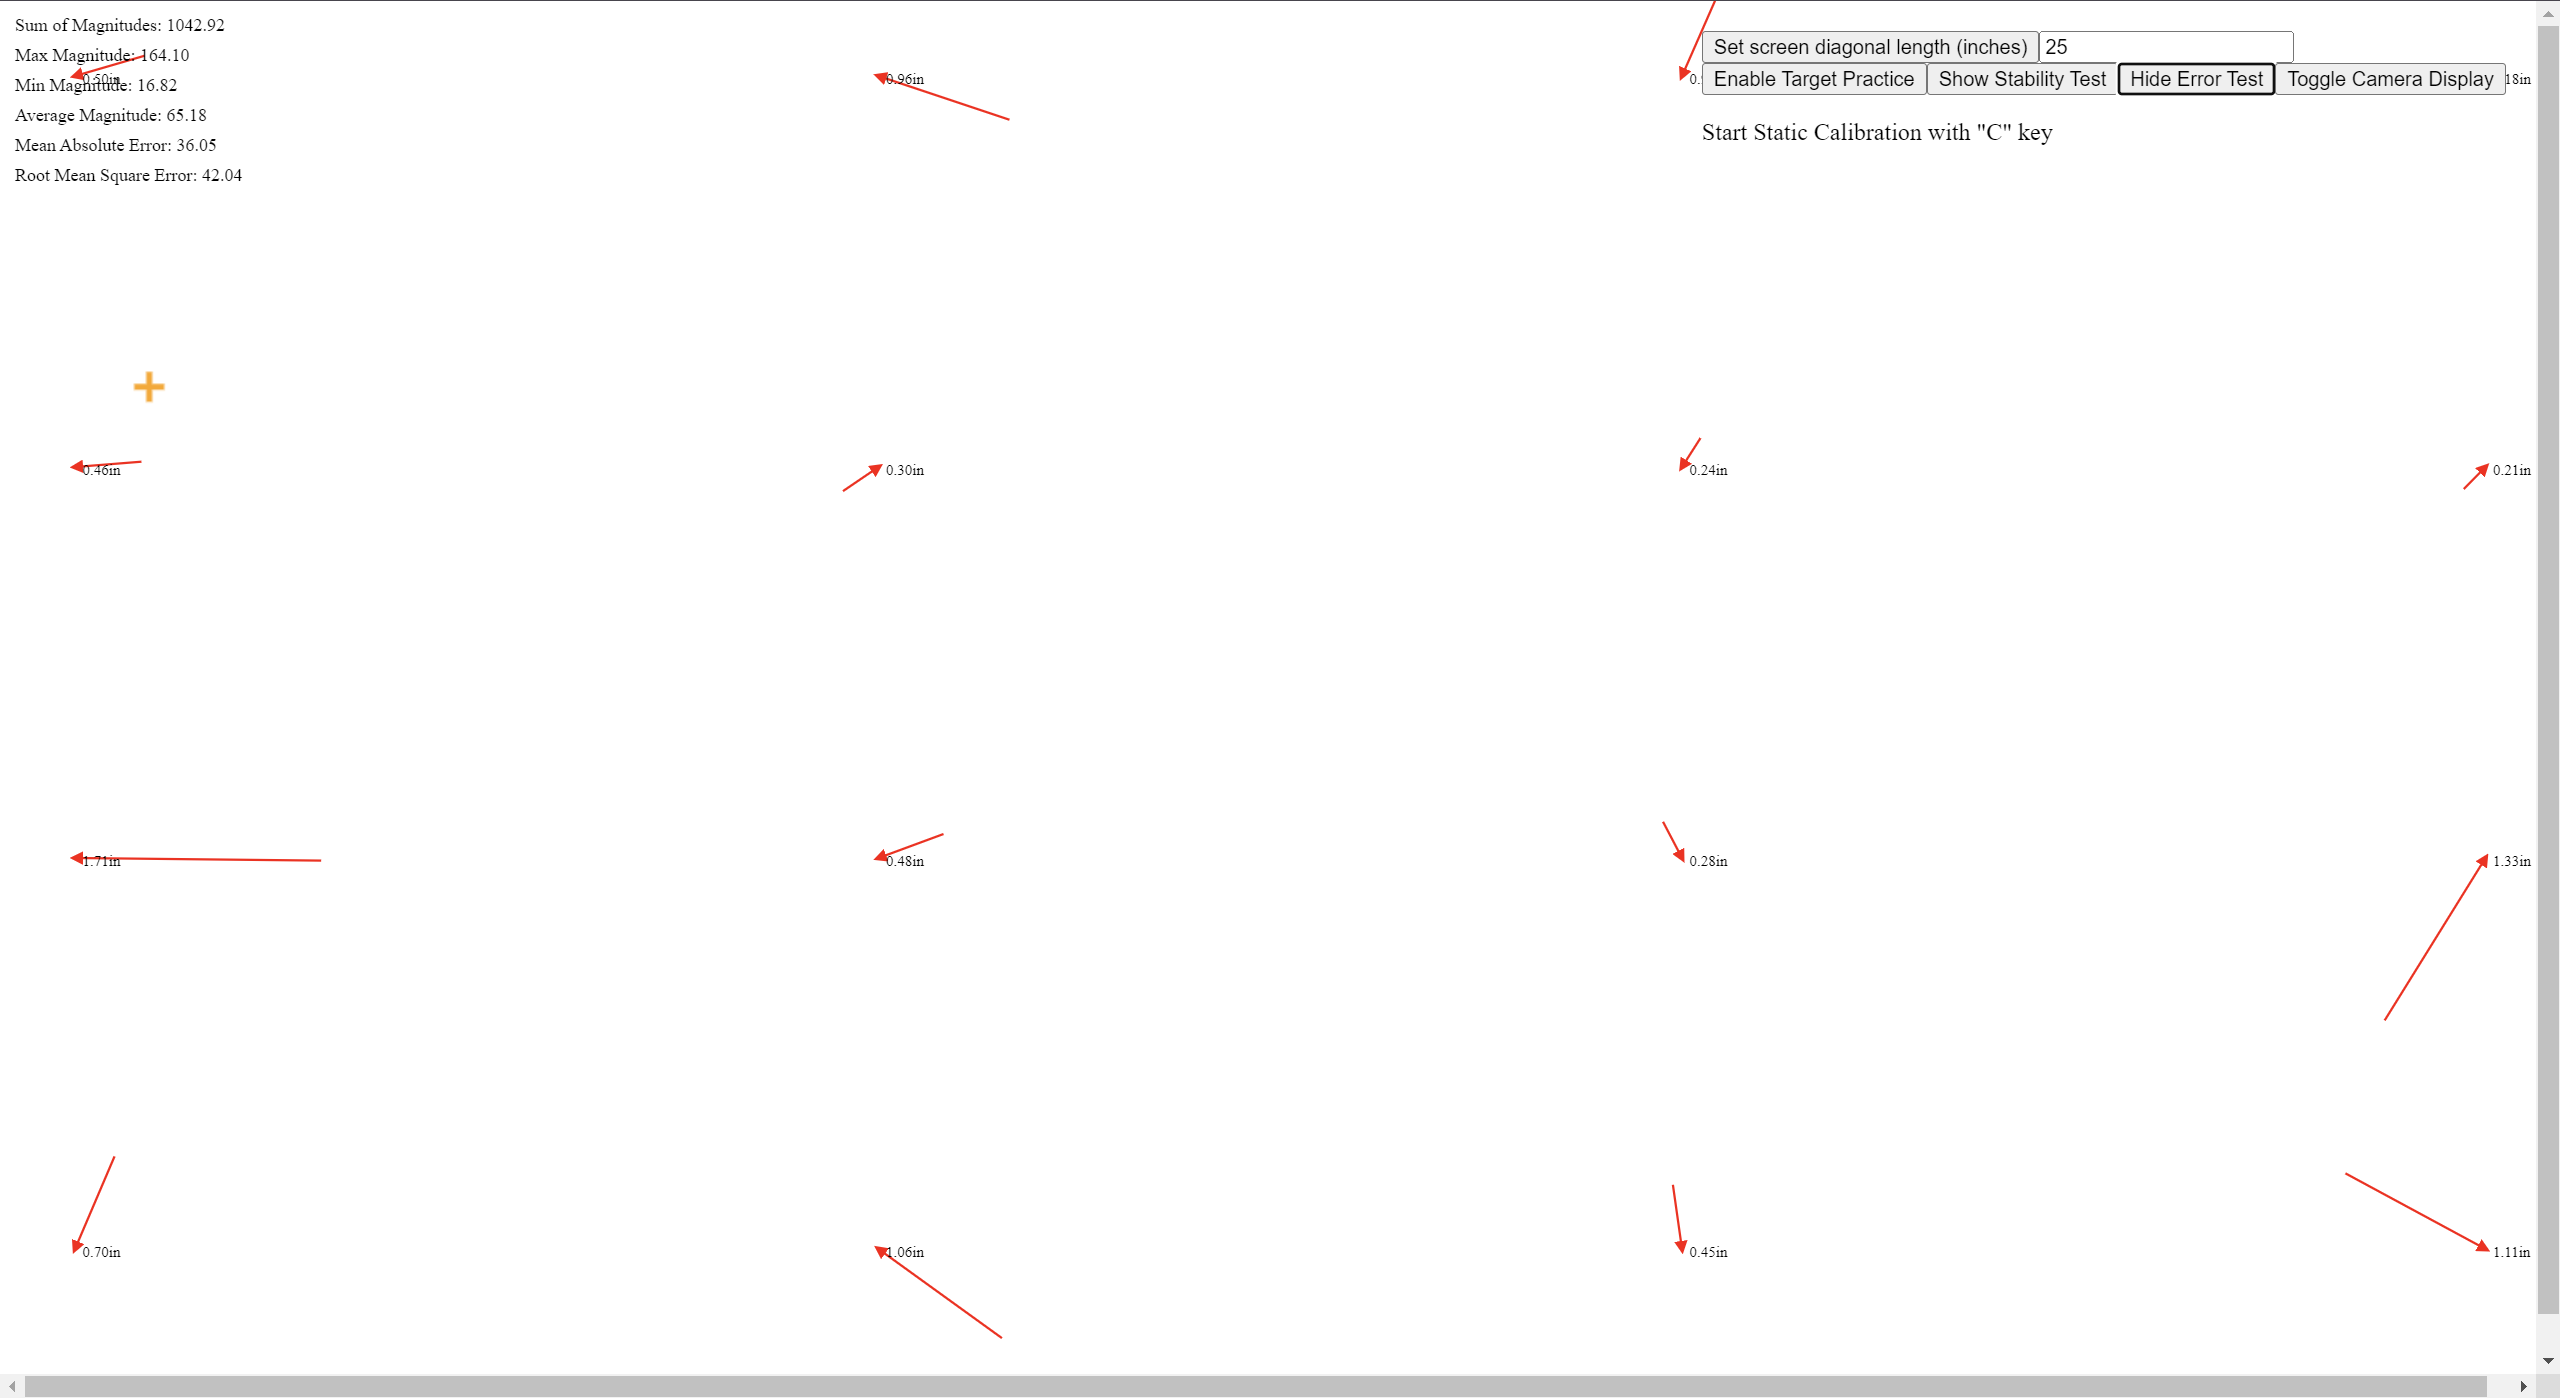 Sum of Magnitudes: 1042.92
Max Magnitude: 164.10
Min Magnitude: 16.82
Average Magnitude: 65.18
Mean Absolute Error: 36.05
Root Mean Square Error: 42.04
Set screen diagonal length (inches) 25
Enable Target Practice Show Stability Test Hide Error Test Toggle Camera Display
Start Static Calibration with "C" key
0.50in 0.96in 0. 18in
0.46in 0.30in 0.24in 0.21in
1.71in 0.48in 0.28in 1.33in
0.70in 1.06in 0.45in 1.11in